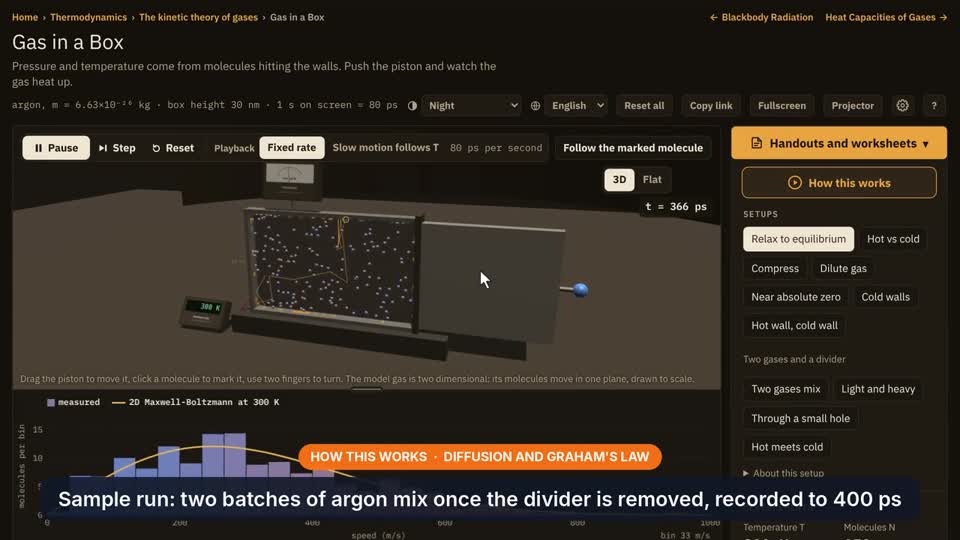 Home › Thermodynamics › The kinetic theory of gases › Gas in a Box
← Blackbody Radiation Heat Capacities of Gases →
Gas in a Box
Pressure and temperature come from molecules hitting the walls. Push the piston and watch the
gas heat up.
argon, m = 6.63×10⁻²⁶ kg · box height 30 nm · 1 s on screen = 80 ps
Night
English
Reset all
Copy link
Fullscreen
Projector
?
Pause
Step
Reset
Playback
Fixed rate
Slow motion follows T
80 ps per second
Follow the marked molecule
3D
Flat
t = 366 ps
300 K
Drag the piston to move it, click a molecule to mark it, use two fingers to turn. The model gas is two dimensional: its molecules move in one plane, drawn to scale.
measured
2D Maxwell-Boltzmann at 300 K
molecules per bin
15
10
0
200
400
600
800
1000
speed (m/s)
bin 33 m/s
Handouts and worksheets ▾
How this works
SETUPS
Relax to equilibrium
Hot vs cold
Compress
Dilute gas
Near absolute zero
Cold walls
Hot wall, cold wall
Two gases and a divider
Two gases mix
Light and heavy
Through a small hole
Hot meets cold
▸ About this setup
Temperature T
Molecules N
HOW THIS WORKS · DIFFUSION AND GRAHAM'S LAW
Sample run: two batches of argon mix once the divider is removed, recorded to 400 ps